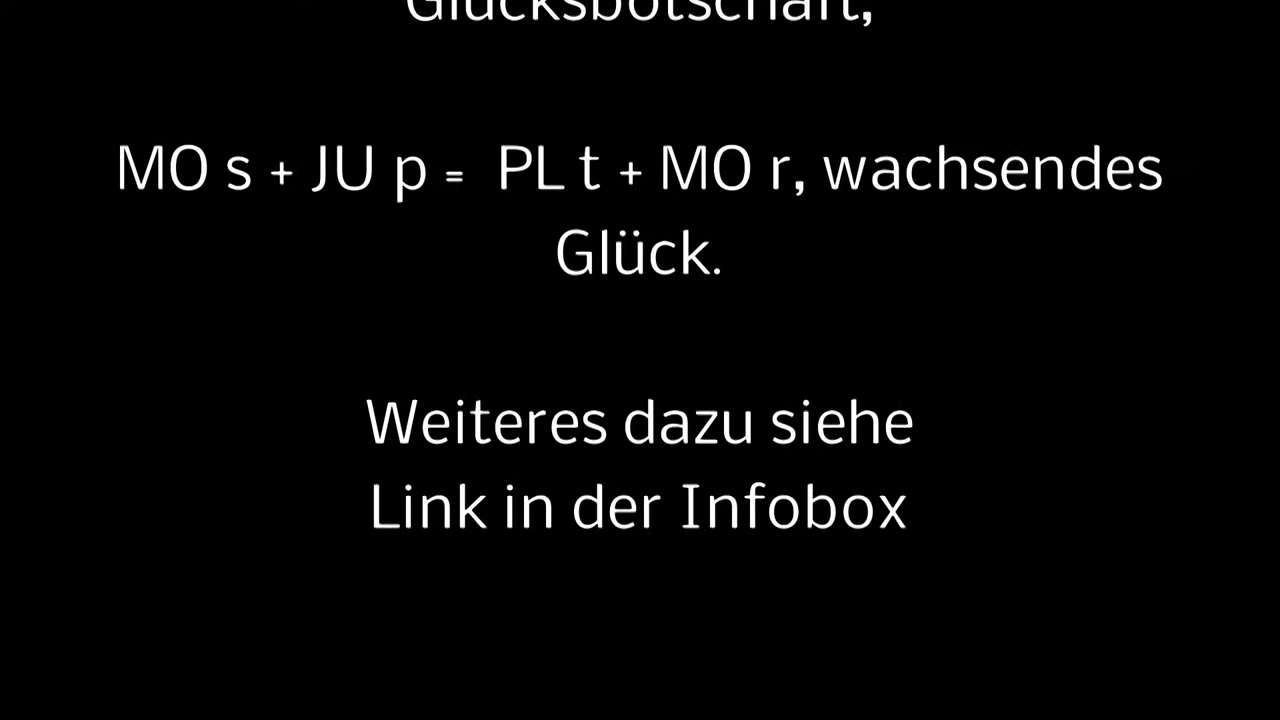 Glücksbotschaft,
MO s + JU p = PL t + MO r, wachsendes
Glück.
Weiteres dazu siehe
Link in der Infobox